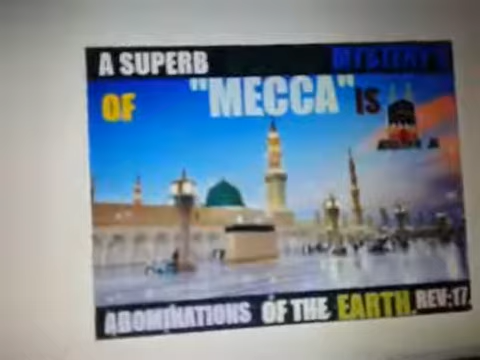 A SUPERB MYSTERY
OF "MECCA" IS
ABOMINATIONS OF THE EARTH. REV:17